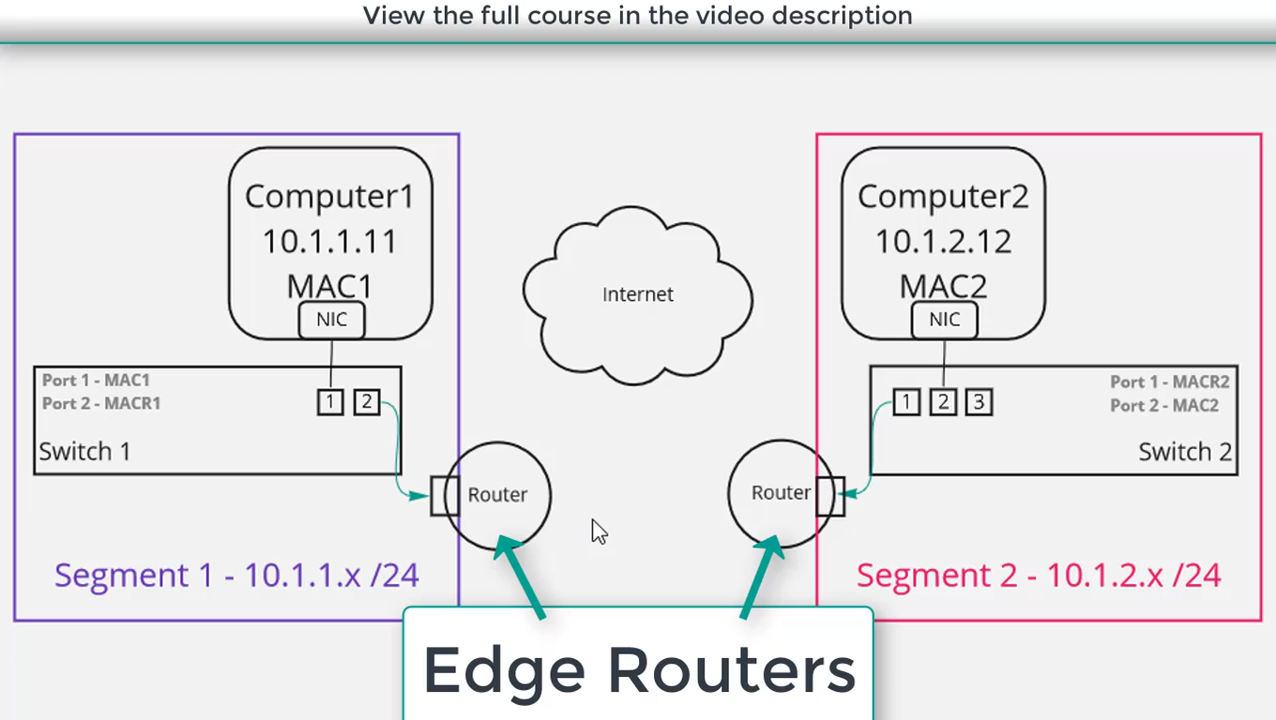 View the full course in the video description
Computer1
10.1.1.11
MAC1
NIC
Port 1 - MAC1
Port 2 - MACR1
1
2
Switch 1
Router
Segment 1 - 10.1.1.x /24
Internet
Computer2
10.1.2.12
MAC2
NIC
1
2
3
Port 1 - MACR2
Port 2 - MAC2
Switch 2
Router
Segment 2 - 10.1.2.x /24
Edge Routers